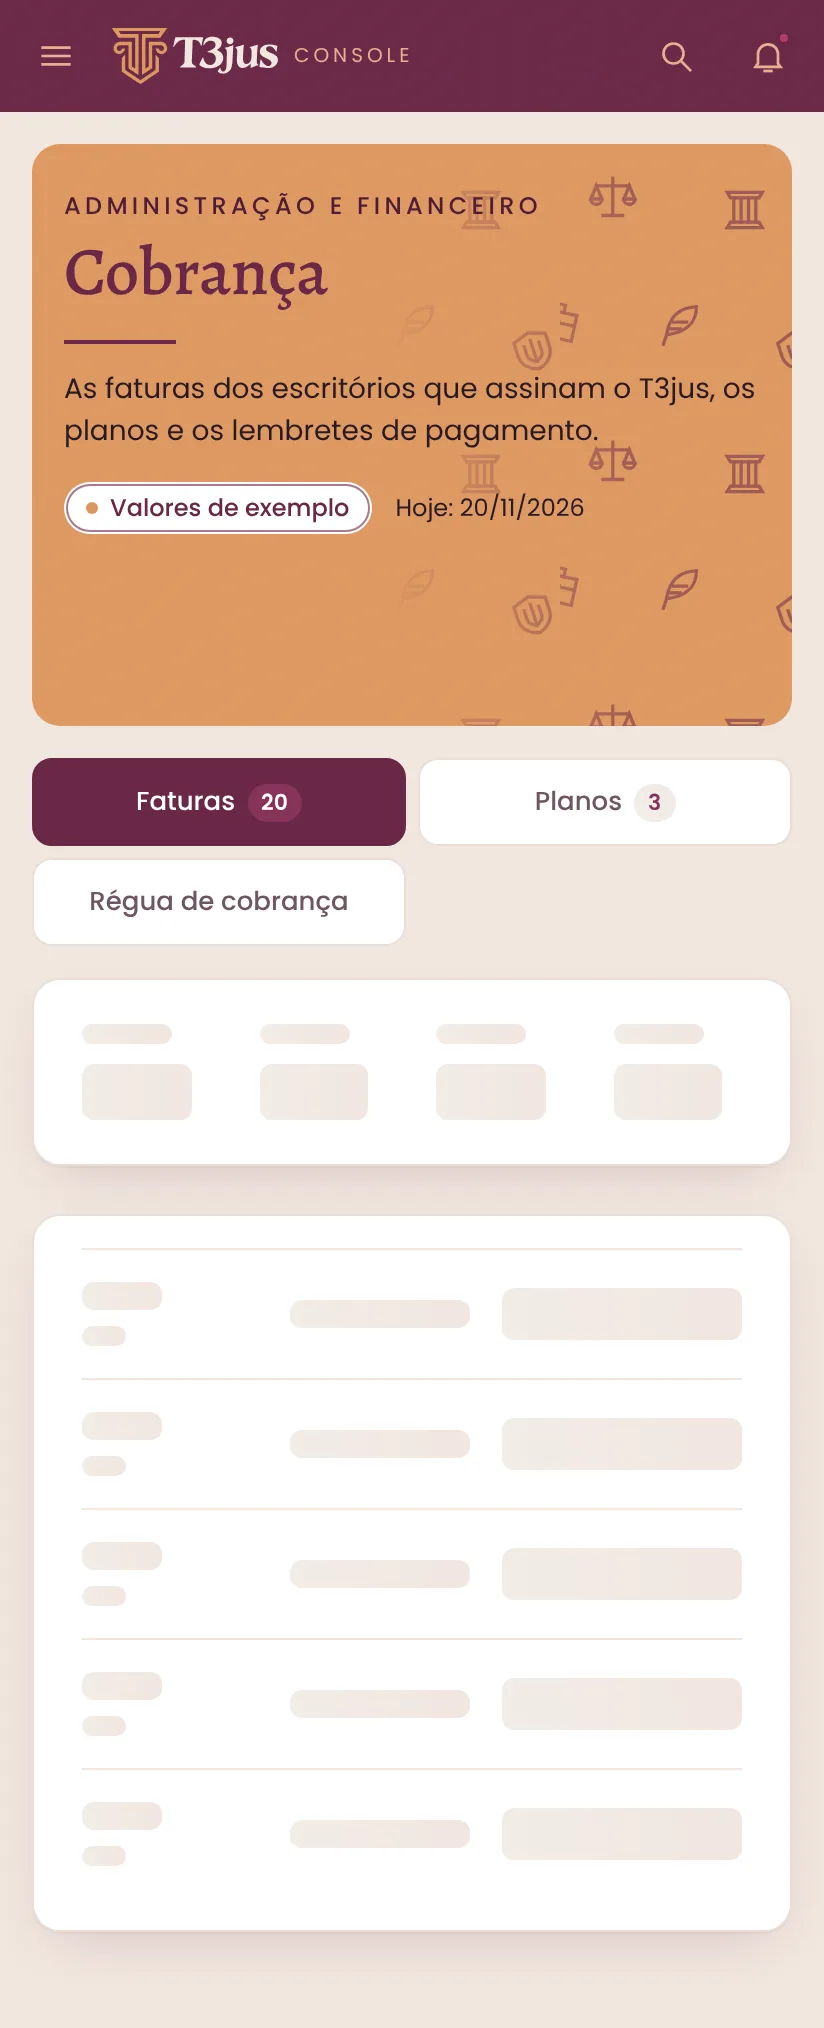 T3jus CONSOLE
ADMINISTRAÇÃO E FINANCEIRO
Cobrança
As faturas dos escritórios que assinam o T3jus, os
planos e os lembretes de pagamento.
Valores de exemplo Hoje: 20/11/2026
Faturas 20 Planos 3
Régua de cobrança